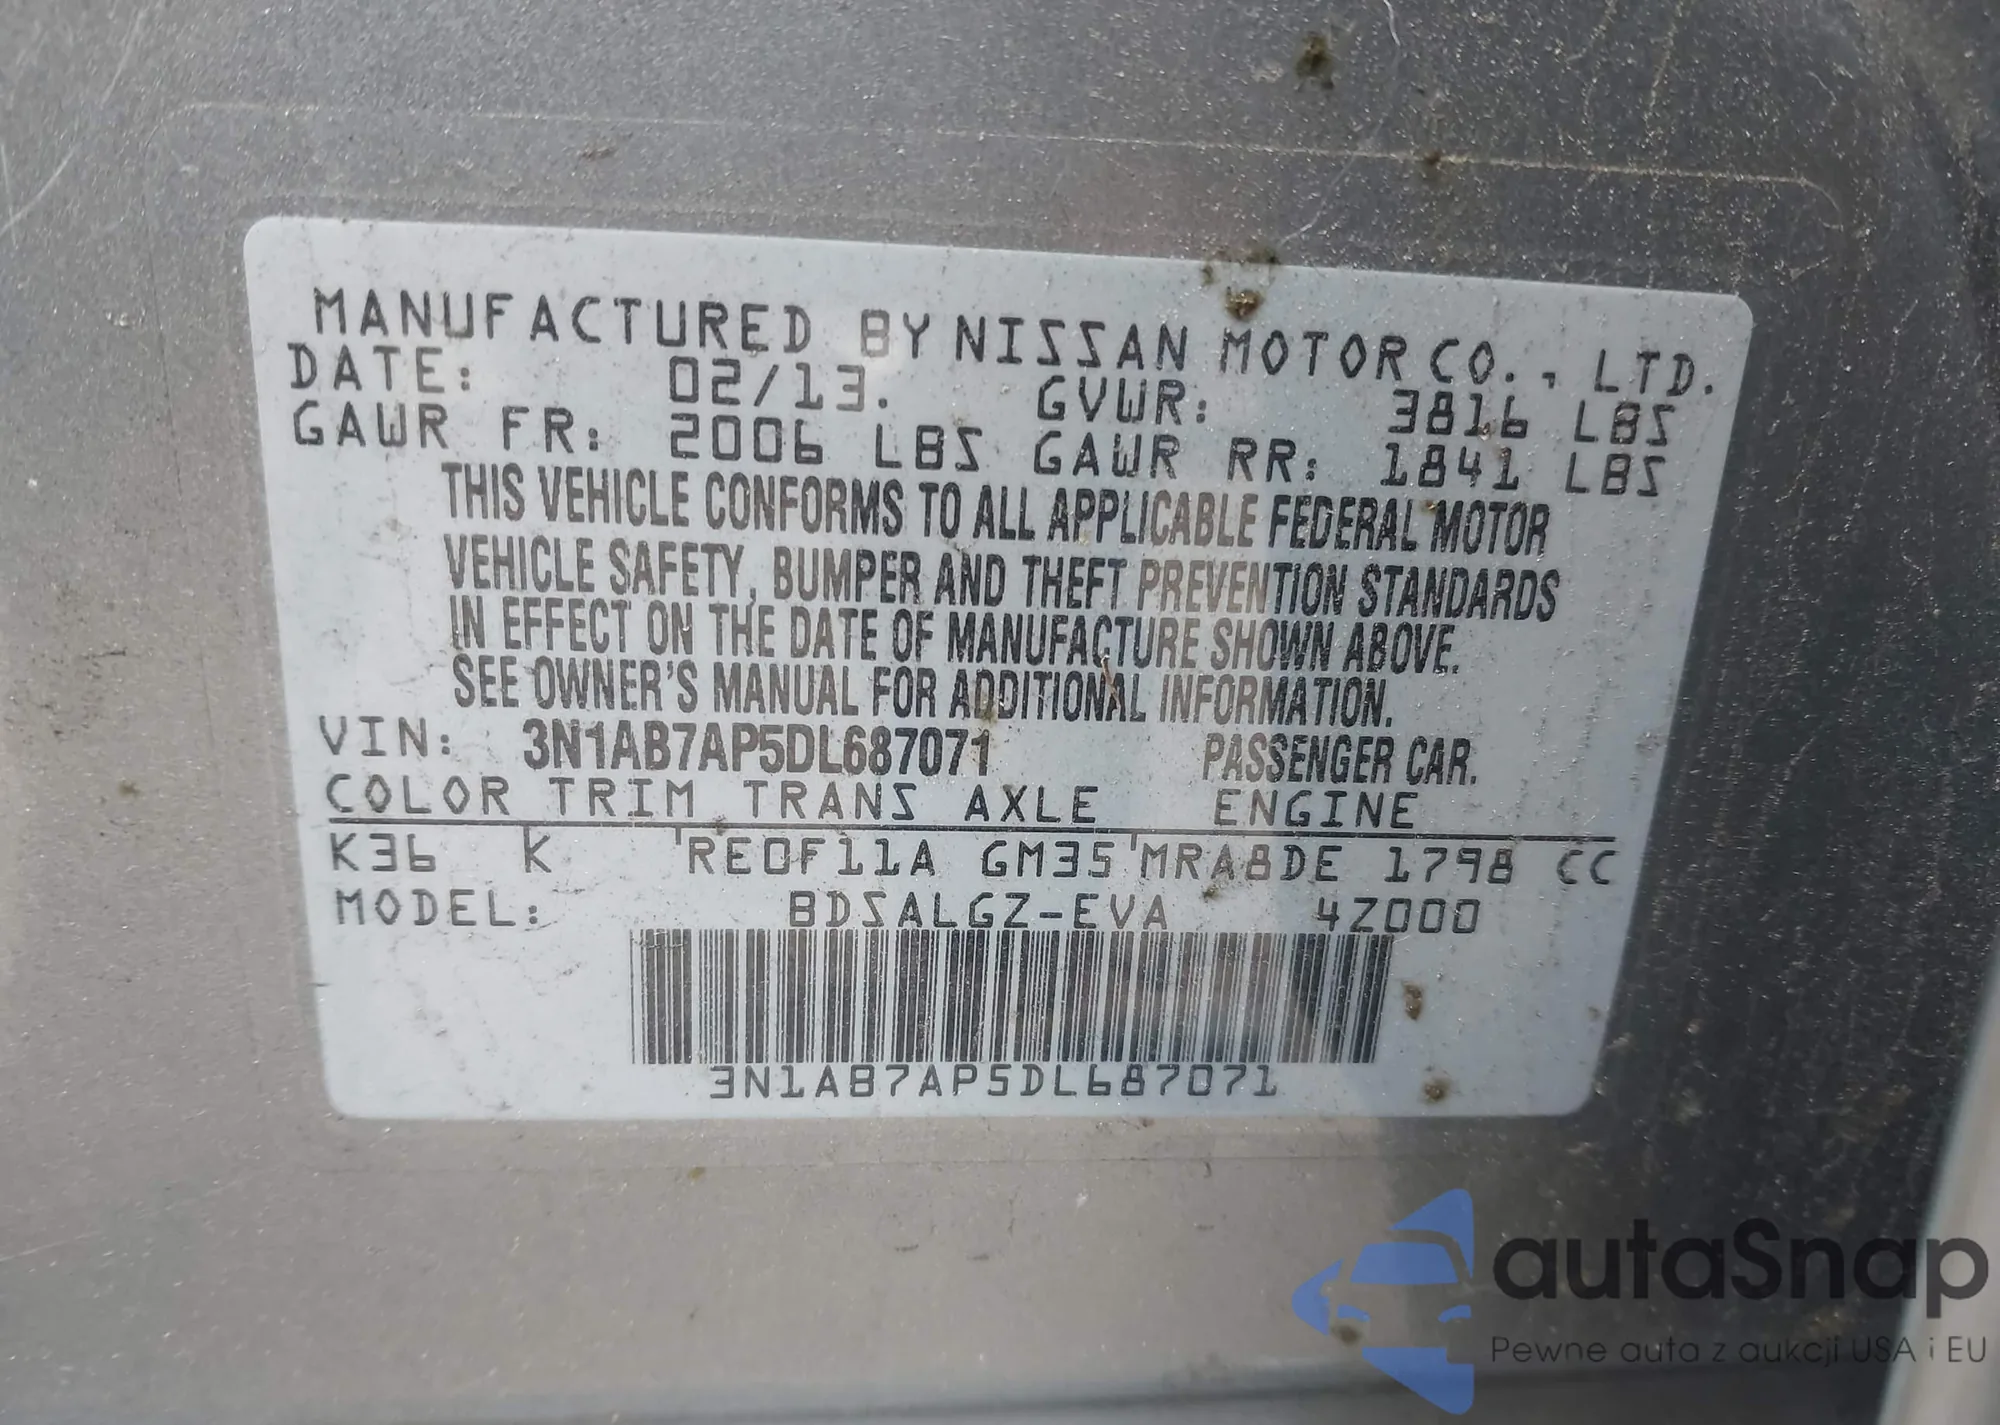 MANUFACTURED BY NISSAN MOTOR CO., LTD.
DATE: 02/13. GVWR: 3816 LBS
GAWR FR: 2006 LBS GAWR RR: 1841 LBS
THIS VEHICLE CONFORMS TO ALL APPLICABLE FEDERAL MOTOR
VEHICLE SAFETY, BUMPER AND THEFT PREVENTION STANDARDS
IN EFFECT ON THE DATE OF MANUFACTURE SHOWN ABOVE.
SEE OWNER'S MANUAL FOR ADDITIONAL INFORMATION.
VIN: 3N1AB7AP5DL687071 PASSENGER CAR.
COLOR TRIM TRANS AXLE ENGINE
K36 K RE0F11A GM35 MRA8DE 1798 CC
MODEL: BDSALGZ-EVA 4Z000
3N1AB7AP5DL687071
autaSnap
Pewne auta z aukcji USA i EU